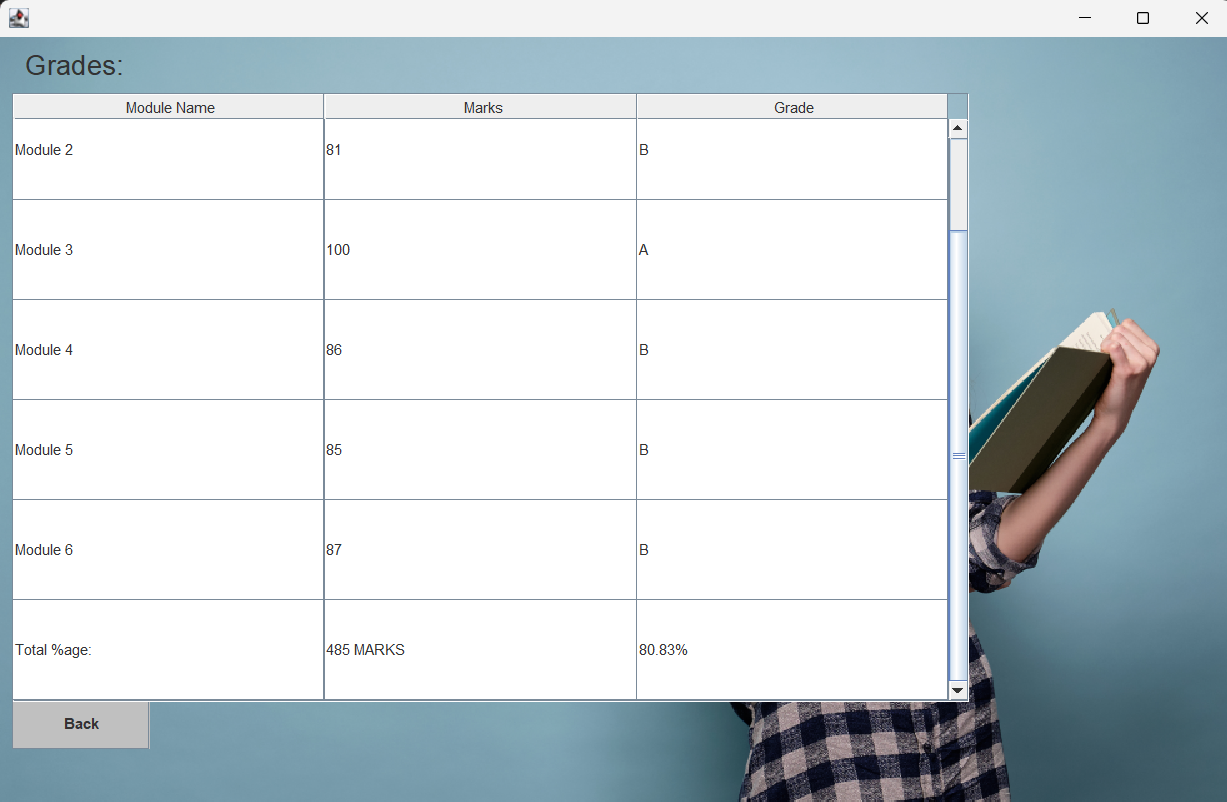 Grades:
Module Name Marks Grade
Module 2 81 B
Module 3 100 A
Module 4 86 B
Module 5 85 B
Module 6 87 B
Total %age: 485 MARKS 80.83%
Back